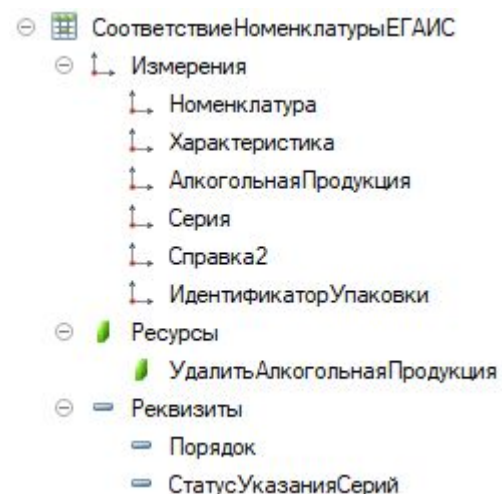 СоответствиеНоменклатурыЕГАИС
Измерения
Номенклатура
Характеристика
АлкогольнаяПродукция
Серия
Справка2
ИдентификаторУпаковки
Ресурсы
УдалитьАлкогольнаяПродукция
Реквизиты
Порядок
СтатусУказанияСерий